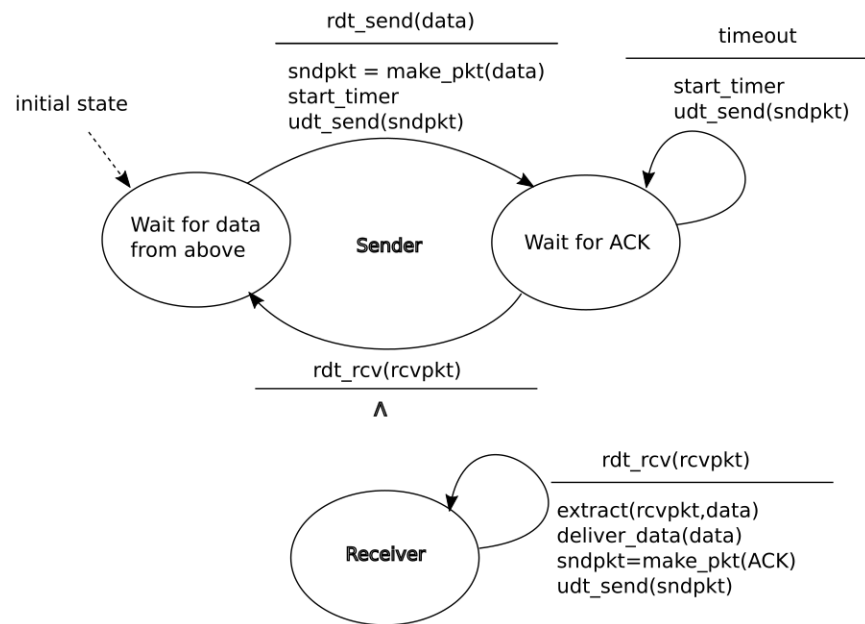 rdt_send(data)
sndpkt = make_pkt(data)
start_timer
udt_send(sndpkt)
timeout
start_timer
udt_send(sndpkt)
initial state
Wait for data
from above
Sender
Wait for ACK
rdt_rcv(rcvpkt)
Λ
rdt_rcv(rcvpkt)
extract(rcvpkt,data)
deliver_data(data)
sndpkt=make_pkt(ACK)
udt_send(sndpkt)
Receiver